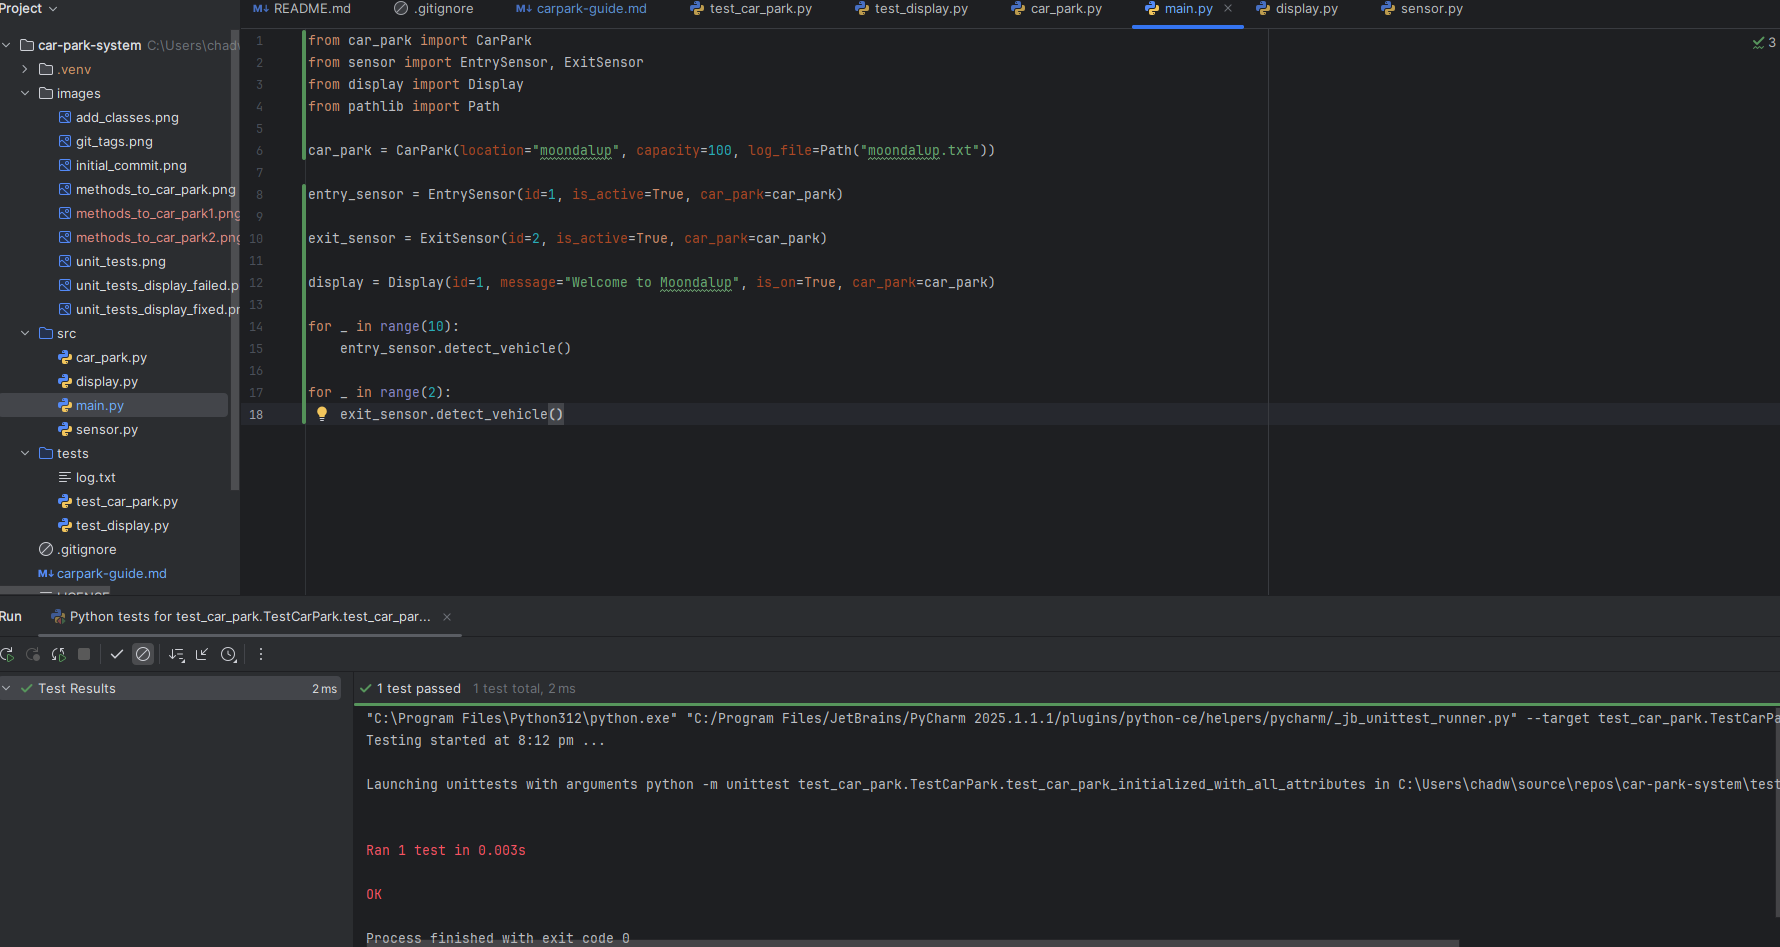 Project
README.md
.gitignore
carpark-guide.md
test_car_park.py
test_display.py
car_park.py
main.py
display.py
sensor.py
car-park-system C:\Users\chadw
.venv
images
add_classes.png
git_tags.png
initial_commit.png
methods_to_car_park.png
methods_to_car_park1.png
methods_to_car_park2.png
unit_tests.png
unit_tests_display_failed.p
unit_tests_display_fixed.pr
src
car_park.py
display.py
main.py
sensor.py
tests
log.txt
test_car_park.py
test_display.py
.gitignore
carpark-guide.md
LICENSE
3
1 from car_park import CarPark
2 from sensor import EntrySensor, ExitSensor
3 from display import Display
4 from pathlib import Path
5
6 car_park = CarPark(location="moondalup", capacity=100, log_file=Path("moondalup.txt"))
7
8 entry_sensor = EntrySensor(id=1, is_active=True, car_park=car_park)
9
10 exit_sensor = ExitSensor(id=2, is_active=True, car_park=car_park)
11
12 display = Display(id=1, message="Welcome to Moondalup", is_on=True, car_park=car_park)
13
14 for _ in range(10):
15     entry_sensor.detect_vehicle()
16
17 for _ in range(2):
18     exit_sensor.detect_vehicle()
Run
Python tests for test_car_park.TestCarPark.test_car_par...
Test Results 2 ms
1 test passed 1 test total, 2 ms
"C:\Program Files\Python312\python.exe" "C:/Program Files/JetBrains/PyCharm 2025.1.1.1/plugins/python-ce/helpers/pycharm/_jb_unittest_runner.py" --target test_car_park.TestCarPa
Testing started at 8:12 pm ...
Launching unittests with arguments python -m unittest test_car_park.TestCarPark.test_car_park_initialized_with_all_attributes in C:\Users\chadw\source\repos\car-park-system\test
Ran 1 test in 0.003s
OK
Process finished with exit code 0